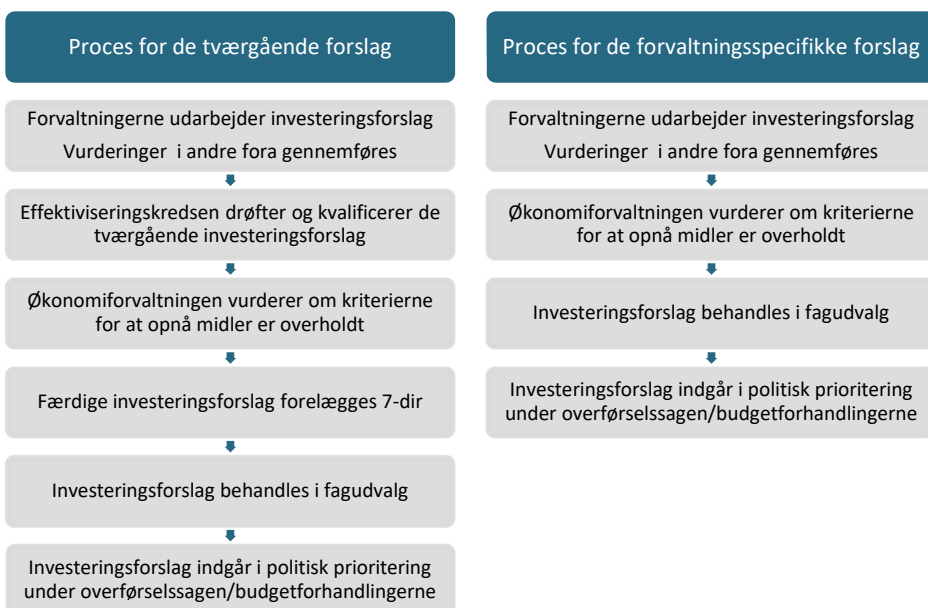 Proces for de tværgående forslag
Forvaltningerne udarbejder investeringsforslag
Vurderinger i andre fora gennemføres
Effektiviseringskredsen drøfter og kvalificerer de
tværgående investeringsforslag
Økonomiforvaltningen vurderer om kriterierne
for at opnå midler er overholdt
Færdige investeringsforslag forelægges 7-dir
Investeringsforslag behandles i fagudvalg
Investeringsforslag indgår i politisk prioritering
under overførselssagen/budgetforhandlingerne
Proces for de forvaltningsspecifikke forslag
Forvaltningerne udarbejder investeringsforslag
Vurderinger i andre fora gennemføres
Økonomiforvaltningen vurderer om kriterierne
for at opnå midler er overholdt
Investeringsforslag behandles i fagudvalg
Investeringsforslag indgår i politisk prioritering
under overførselssagen/budgetforhandlingerne